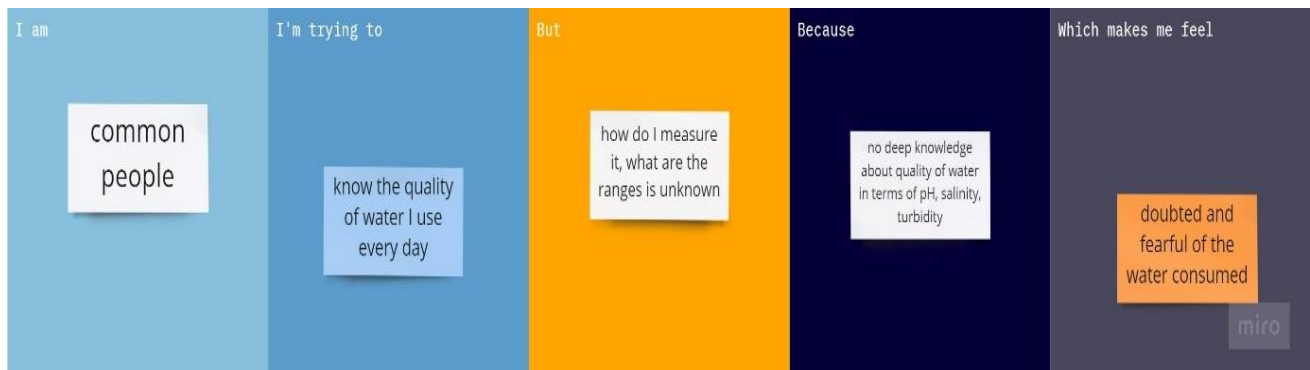 I am
common
people
I'm trying to
know the quality
of water I use
every day
But
how do I measure
it, what are the
ranges is unknown
Because
no deep knowledge
about quality of water
in terms of pH, salinity,
turbidity
Which makes me feel
doubted and
fearful of the
water consumed
miro